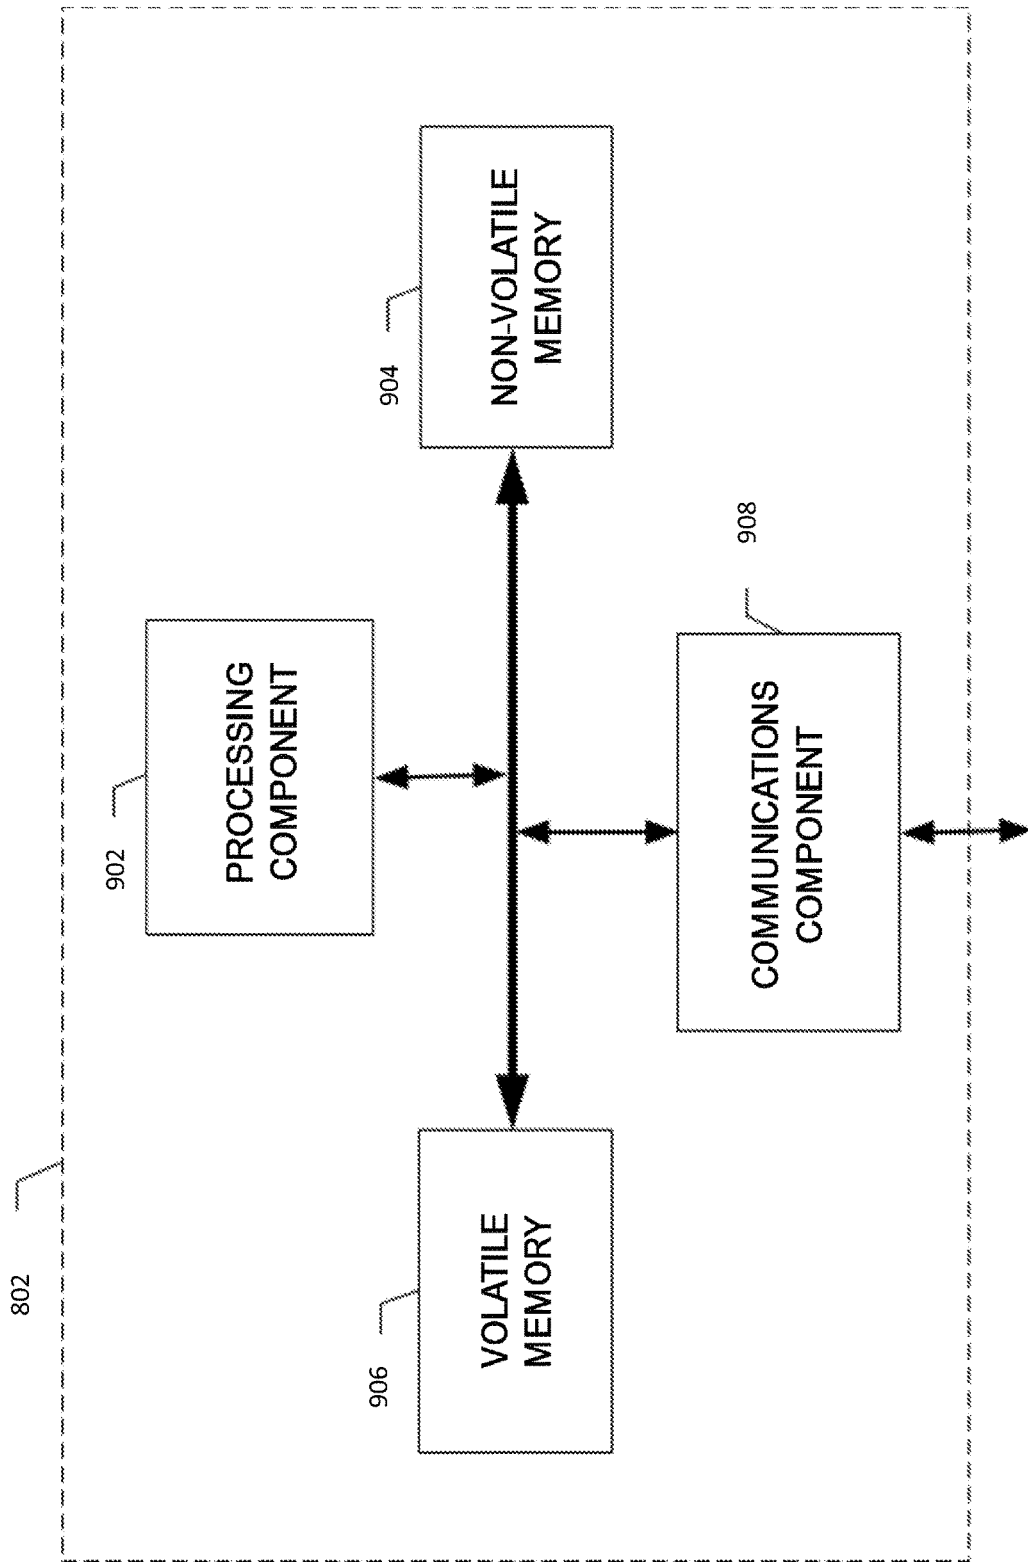 802
902
PROCESSING
COMPONENT
906
VOLATILE
MEMORY
904
NON-VOLATILE
MEMORY
908
COMMUNICATIONS
COMPONENT